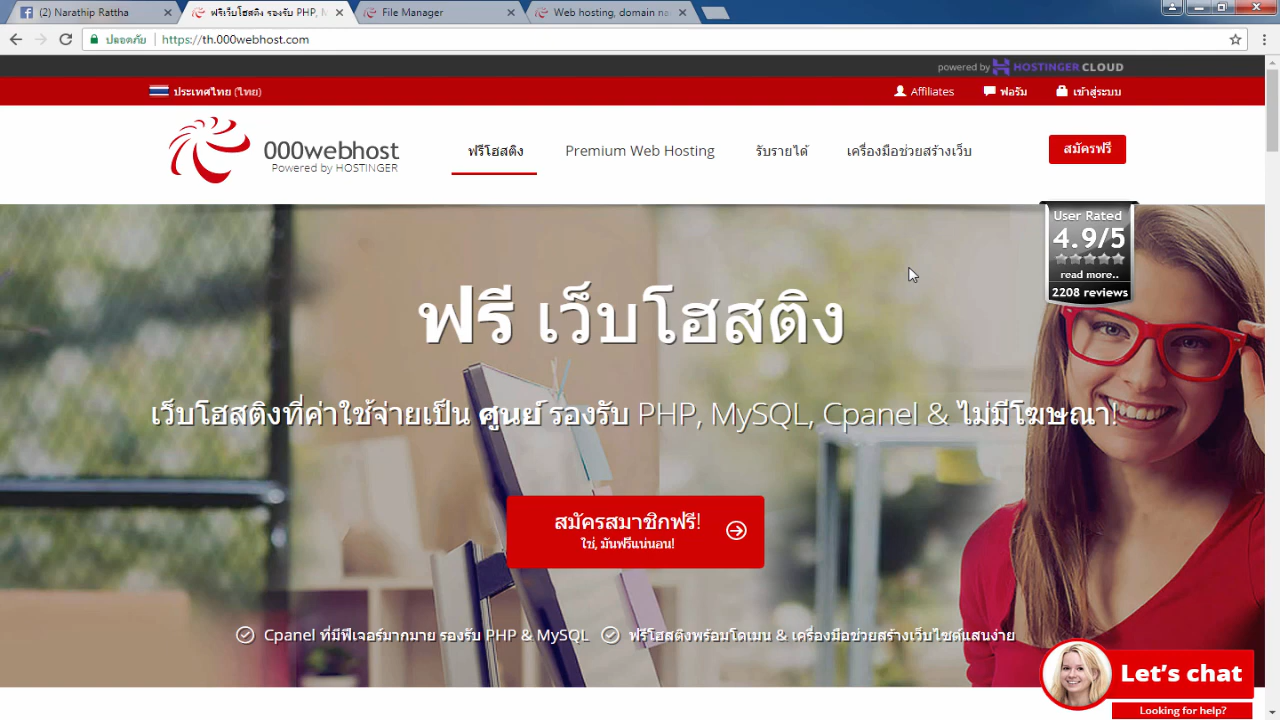 (2) Narathip Rattha
ฟรีเว็บโฮสติง รองรับ PHP, M
File Manager
Web hosting, domain na
ปลอดภัย
https://th.000webhost.com
powered by HOSTINGER CLOUD
ประเทศไทย (ไทย)
Affiliates
ฟอรัม
เข้าสู่ระบบ
000webhost
Powered by HOSTINGER
ฟรีโฮสติง
Premium Web Hosting
รับรายได้
เครื่องมือช่วยสร้างเว็บ
สมัครฟรี
User Rated
4.9/5
read more..
2208 reviews
ฟรี เว็บโฮสติง
เว็บโฮสติงที่ค่าใช้จ่ายเป็น ศูนย์ รองรับ PHP, MySQL, Cpanel & ไม่มีโฆษณา!
สมัครสมาชิกฟรี!
ใช่, มันฟรีแน่นอน!
Cpanel ที่มีฟีเจอร์มากมาย รองรับ PHP & MySQL
ฟรีโฮสติงพร้อมโดเมน & เครื่องมือช่วยสร้างเว็บไซต์แสนง่าย
Let's chat
Looking for help?